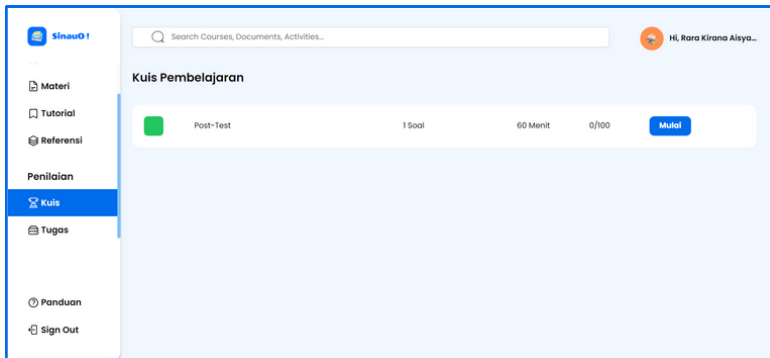 SinauO !
Search Courses, Documents, Activities...
Hi, Rara Kirana Aisya...
Materi
Tutorial
Referensi
Penilaian
Kuis
Tugas
Panduan
Sign Out
Kuis Pembelajaran
Post-Test 1 Soal 60 Menit 0/100 Mulai